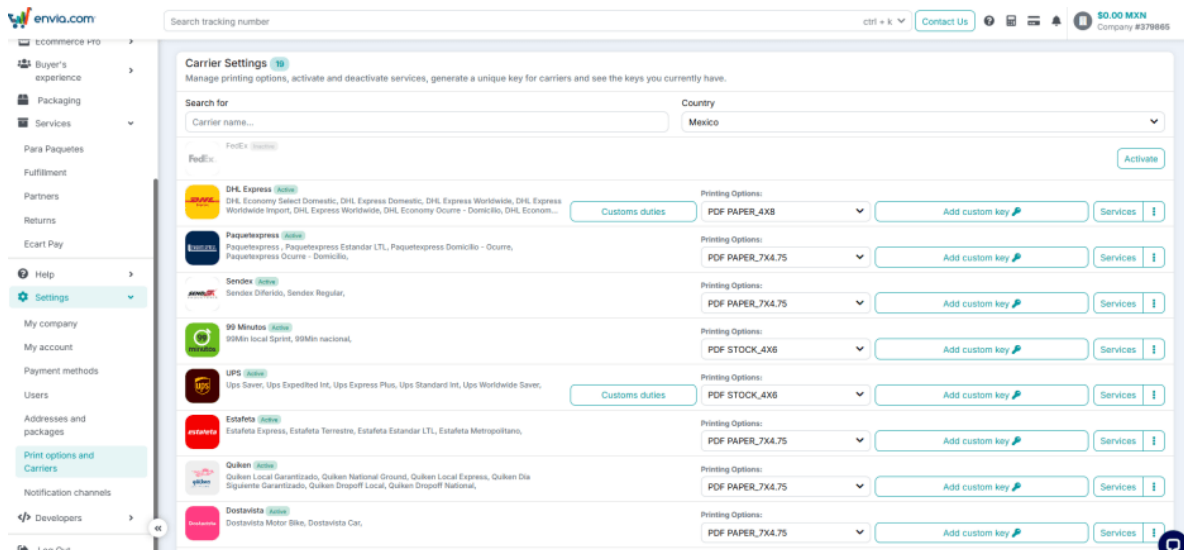 envia.com
Search tracking number
ctrl + k
Contact Us
$0.00 MXN
Company #379865
Ecommerce Pro
Buyer's
experience
Packaging
Services
Para Paquetes
Fulfillment
Partners
Returns
Ecart Pay
Help
Settings
My company
My account
Payment methods
Users
Addresses and
packages
Print options and
Carriers
Notification channels
Developers
Log Out
Carrier Settings 19
Manage printing options, activate and deactivate services, generate a unique key for carriers and see the keys you currently have.
Search for
Carrier name...
Country
Mexico
FedEx
FedEx Inactive
Activate
DHL Express Active
DHL Economy Select Domestic, DHL Express Domestic, DHL Express Worldwide, DHL Express
Worldwide Import, DHL Express Worldwide, DHL Economy Ocurre - Domicilio, DHL Econom...
Customs duties
Printing Options:
PDF PAPER_4X8
Add custom key
Services
Paquetexpress Active
Paquetexpress , Paquetexpress Estandar LTL, Paquetexpress Domicilio - Ocurre,
Paquetexpress Ocurre - Domicilio,
Printing Options:
PDF PAPER_7X4.75
Add custom key
Services
Sendex Active
Sendex Diferido, Sendex Regular,
Printing Options:
PDF PAPER_7X4.75
Add custom key
Services
99
minutos
99 Minutos Active
99Min local Sprint, 99Min nacional,
Printing Options:
PDF STOCK_4X6
Add custom key
Services
ups
UPS Active
Ups Saver, Ups Expedited Int, Ups Express Plus, Ups Standard Int, Ups Worldwide Saver,
Customs duties
Printing Options:
PDF STOCK_4X6
Add custom key
Services
estafeta
Estafeta Active
Estafeta Express, Estafeta Terrestre, Estafeta Estandar LTL, Estafeta Metropolitano,
Printing Options:
PDF PAPER_7X4.75
Add custom key
Services
quiken
Quiken Active
Quiken Local Garantizado, Quiken National Ground, Quiken Local Express, Quiken Dia
Siguiente Garantizado, Quiken Dropoff Local, Quiken Dropoff National,
Printing Options:
PDF PAPER_7X4.75
Add custom key
Services
Dostavista
Dostavista Active
Dostavista Motor Bike, Dostavista Car,
Printing Options:
PDF PAPER_7X4.75
Add custom key
Services